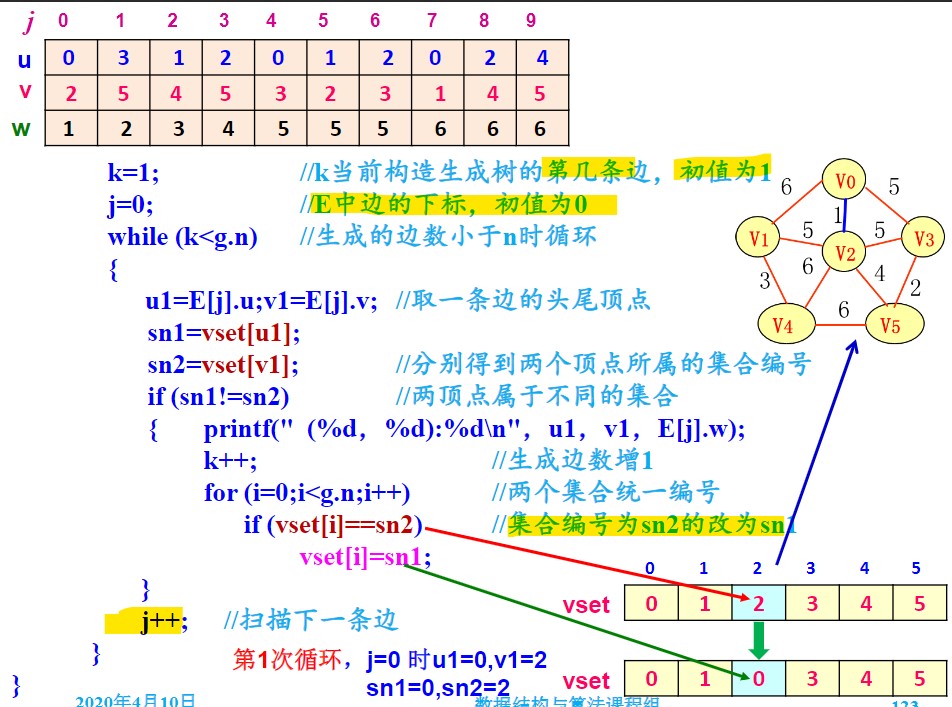 j 0 1 2 3 4 5 6 7 8 9
u 0 3 1 2 0 1 2 0 2 4
v 2 5 4 5 3 2 3 1 4 5
w 1 2 3 4 5 5 5 6 6 6
k=1; //k当前构造生成树的第几条边，初值为1
j=0; //E中边的下标，初值为0
while (k<g.n) //生成的边数小于n时循环
{
u1=E[j].u;v1=E[j].v; //取一条边的头尾顶点
sn1=vset[u1];
sn2=vset[v1]; //分别得到两个顶点所属的集合编号
if (sn1!=sn2) //两顶点属于不同的集合
{ printf(" (%d，%d):%d\n"，u1，v1，E[j].w);
k++; //生成边数增1
for (i=0;i<g.n;i++) //两个集合统一编号
if (vset[i]==sn2) //集合编号为sn2的改为sn1
vset[i]=sn1;
}
j++; //扫描下一条边
}
}
第1次循环，j=0 时u1=0,v1=2
sn1=0,sn2=2
V0
6 5
1
V1 5 V2 5 V3
3 6 4 2
V4 6 V5
0 1 2 3 4 5
vset 0 1 2 3 4 5
vset 0 1 0 3 4 5
2020年4月10日 数据结构与算法课程组 123